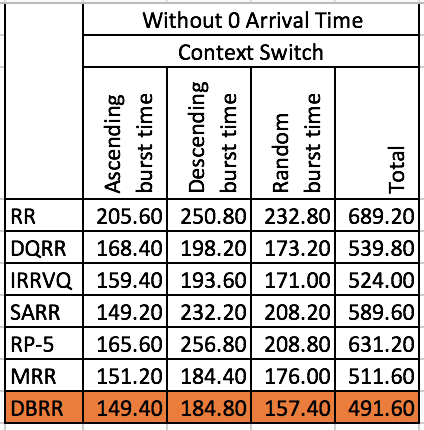 Without 0 Arrival Time
Context Switch
Ascending
burst time
Descending
burst time
Random
burst time
Total
RR 205.60 250.80 232.80 689.20
DQRR 168.40 198.20 173.20 539.80
IRRVQ 159.40 193.60 171.00 524.00
SARR 149.20 232.20 208.20 589.60
RP-5 165.60 256.80 208.80 631.20
MRR 151.20 184.40 176.00 511.60
DBRR 149.40 184.80 157.40 491.60